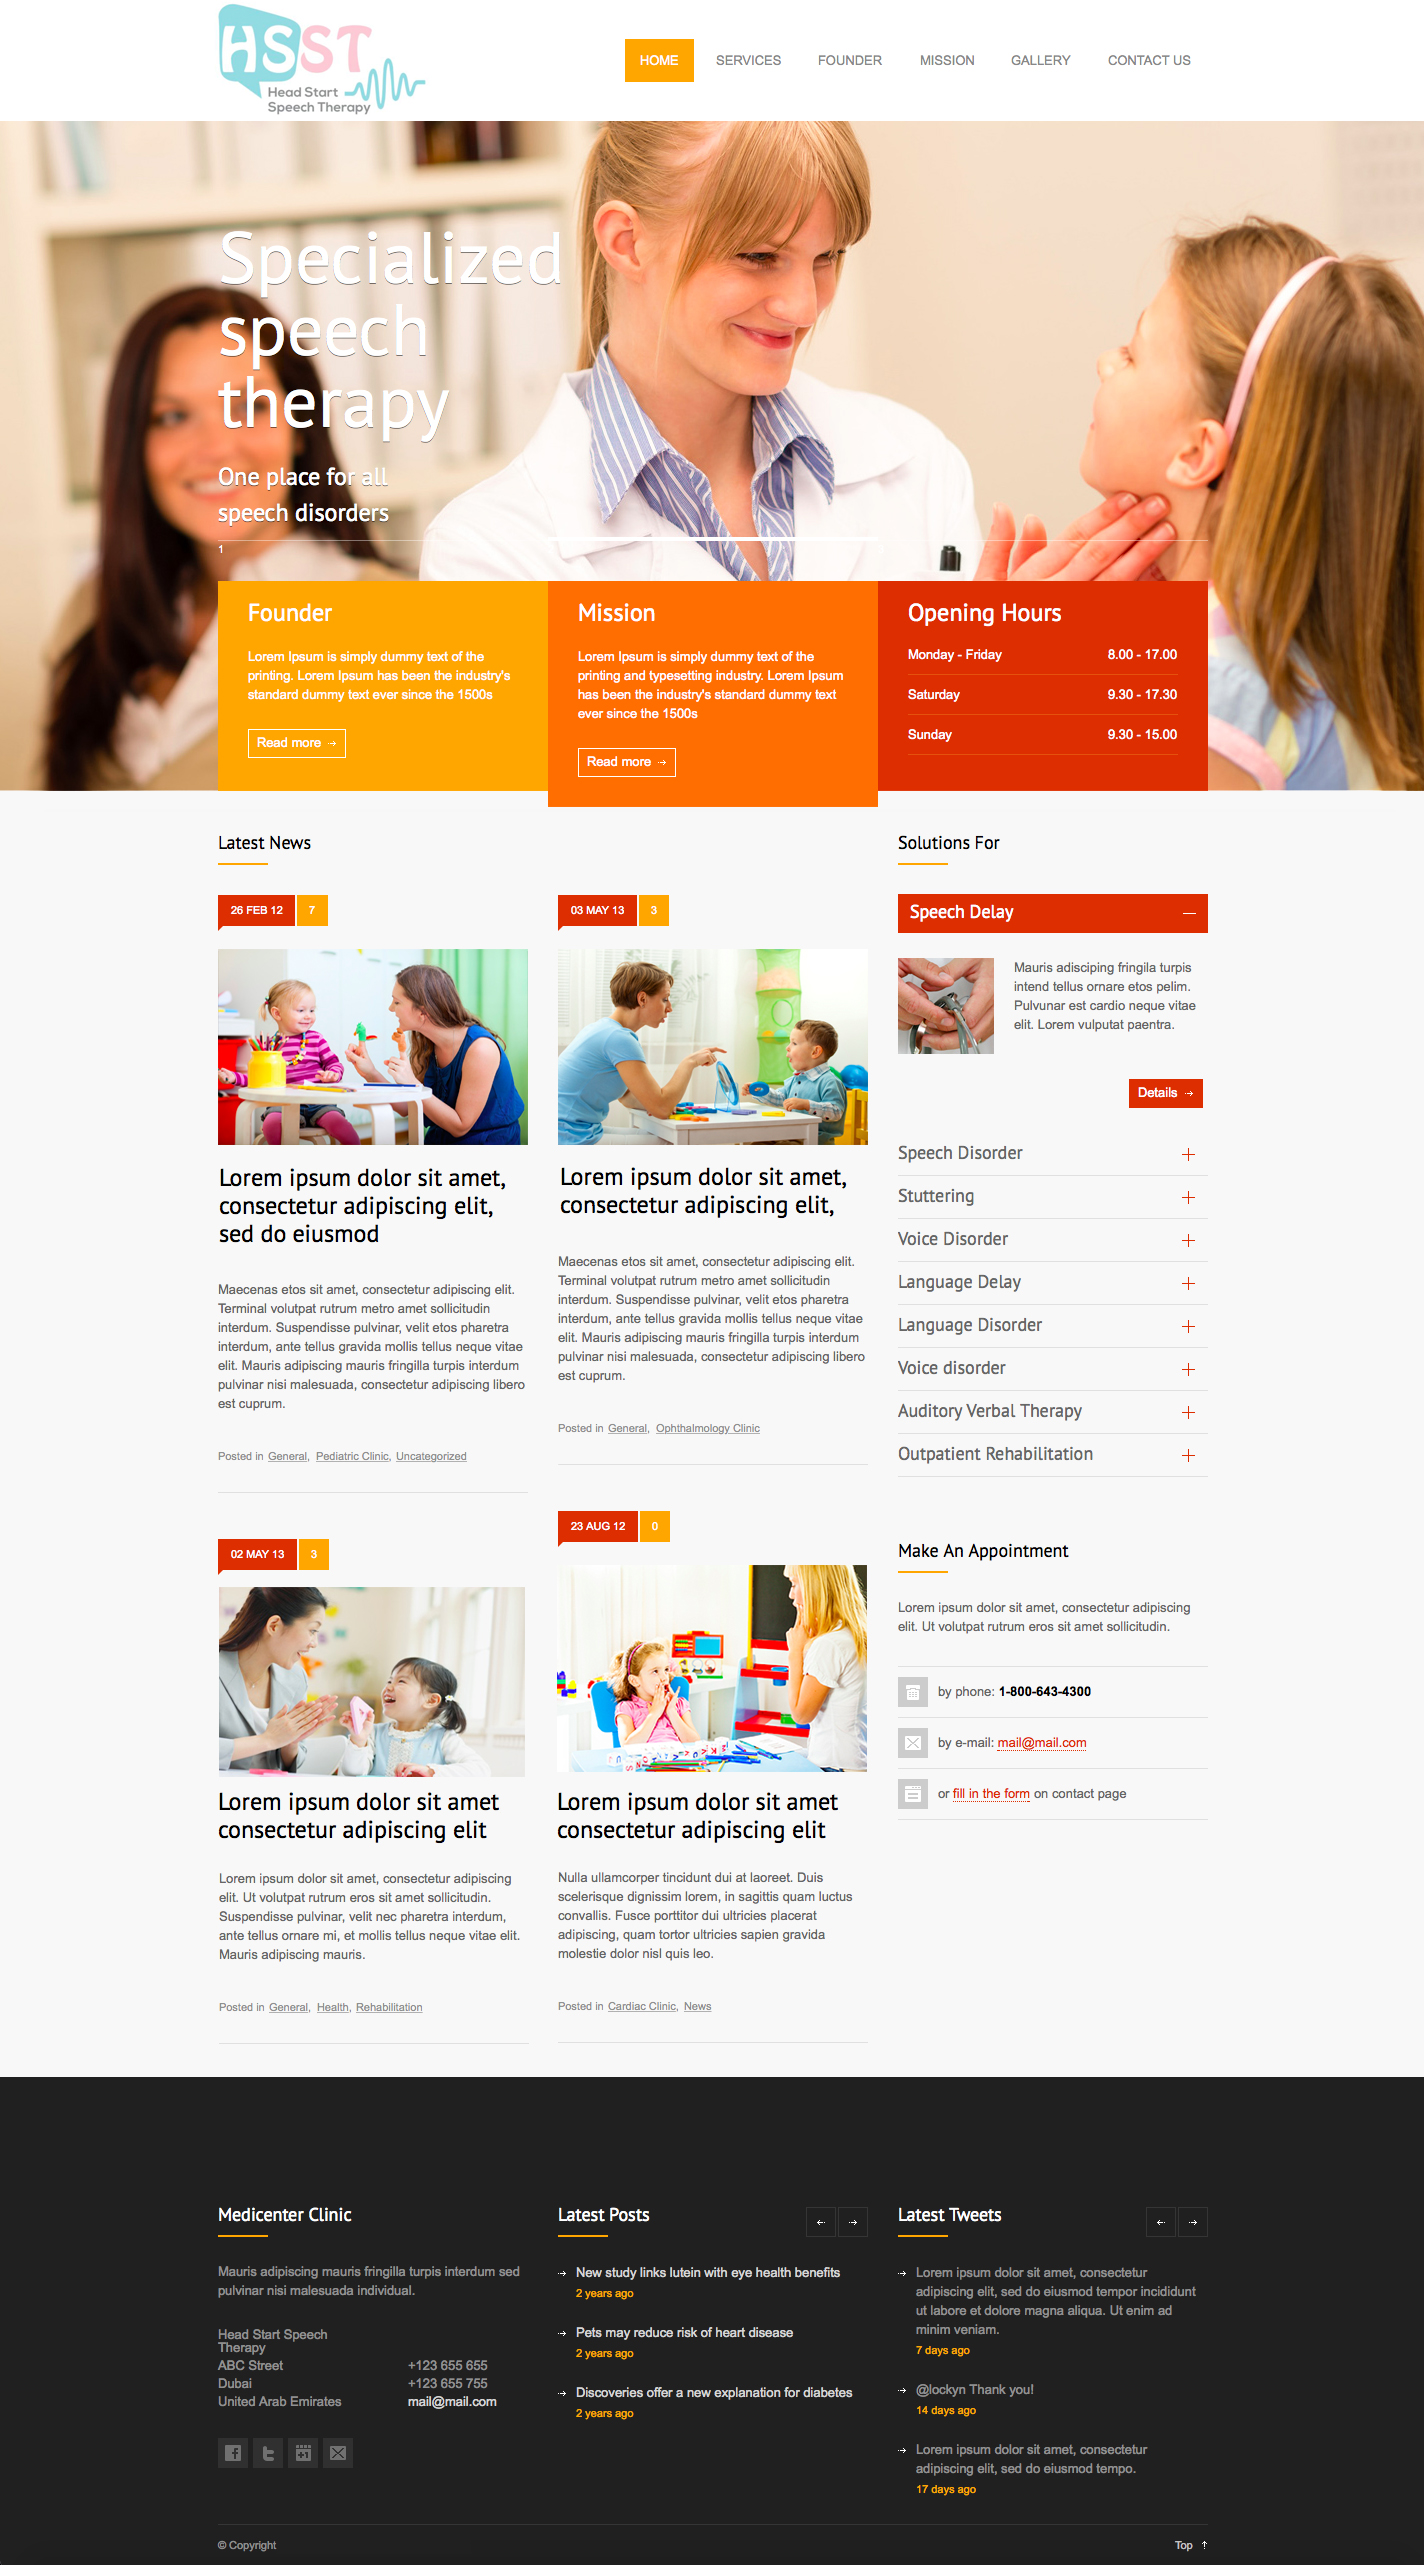 HSST
Head Start
Speech Therapy
HOME
SERVICES
FOUNDER
MISSION
GALLERY
CONTACT US
Specialized
speech
therapy
One place for all
speech disorders
1
Founder
Lorem Ipsum is simply dummy text of the
printing. Lorem Ipsum has been the industry's
standard dummy text ever since the 1500s
Read more
Mission
Lorem Ipsum is simply dummy text of the
printing and typesetting industry. Lorem Ipsum
has been the industry's standard dummy text
ever since the 1500s
Read more
Opening Hours
Monday - Friday 8.00 - 17.00
Saturday 9.30 - 17.30
Sunday 9.30 - 15.00
Latest News
26 FEB 12 7
Lorem ipsum dolor sit amet,
consectetur adipiscing elit,
sed do eiusmod
Maecenas etos sit amet, consectetur adipiscing elit.
Terminal volutpat rutrum metro amet sollicitudin
interdum. Suspendisse pulvinar, velit etos pharetra
interdum, ante tellus gravida mollis tellus neque vitae
elit. Mauris adipiscing mauris fringilla turpis interdum
pulvinar nisi malesuada, consectetur adipiscing libero
est cuprum.
Posted in General, Pediatric Clinic, Uncategorized
02 MAY 13 3
Lorem ipsum dolor sit amet
consectetur adipiscing elit
Lorem ipsum dolor sit amet, consectetur adipiscing
elit. Ut volutpat rutrum eros sit amet sollicitudin.
Suspendisse pulvinar, velit nec pharetra interdum,
ante tellus ornare mi, et mollis tellus neque vitae elit.
Mauris adipiscing mauris.
Posted in General, Health, Rehabilitation
03 MAY 13 3
Lorem ipsum dolor sit amet,
consectetur adipiscing elit,
Maecenas etos sit amet, consectetur adipiscing elit.
Terminal volutpat rutrum metro amet sollicitudin
interdum. Suspendisse pulvinar, velit etos pharetra
interdum, ante tellus gravida mollis tellus neque vitae
elit. Mauris adipiscing mauris fringilla turpis interdum
pulvinar nisi malesuada, consectetur adipiscing libero
est cuprum.
Posted in General, Ophthalmology Clinic
23 AUG 12 0
Lorem ipsum dolor sit amet
consectetur adipiscing elit
Nulla ullamcorper tincidunt dui at laoreet. Duis
scelerisque dignissim lorem, in sagittis quam luctus
convallis. Fusce porttitor dui ultricies placerat
adipiscing, quam tortor ultricies sapien gravida
molestie dolor nisl quis leo.
Posted in Cardiac Clinic, News
Solutions For
Speech Delay
Mauris adisciping fringila turpis
intend tellus ornare etos pelim.
Pulvunar est cardio neque vitae
elit. Lorem vulputat paentra.
Details
Speech Disorder
Stuttering
Voice Disorder
Language Delay
Language Disorder
Voice disorder
Auditory Verbal Therapy
Outpatient Rehabilitation
Make An Appointment
Lorem ipsum dolor sit amet, consectetur adipiscing
elit. Ut volutpat rutrum eros sit amet sollicitudin.
by phone: 1-800-643-4300
by e-mail: mail@mail.com
or fill in the form on contact page
Medicenter Clinic
Mauris adipiscing mauris fringilla turpis interdum sed
pulvinar nisi malesuada individual.
Head Start Speech
Therapy
ABC Street +123 655 655
Dubai +123 655 755
United Arab Emirates mail@mail.com
Latest Posts
New study links lutein with eye health benefits
2 years ago
Pets may reduce risk of heart disease
2 years ago
Discoveries offer a new explanation for diabetes
2 years ago
Latest Tweets
Lorem ipsum dolor sit amet, consectetur
adipiscing elit, sed do eiusmod tempor incididunt
ut labore et dolore magna aliqua. Ut enim ad
minim veniam.
7 days ago
@lockyn Thank you!
14 days ago
Lorem ipsum dolor sit amet, consectetur
adipiscing elit, sed do eiusmod tempo.
17 days ago
© Copyright
Top